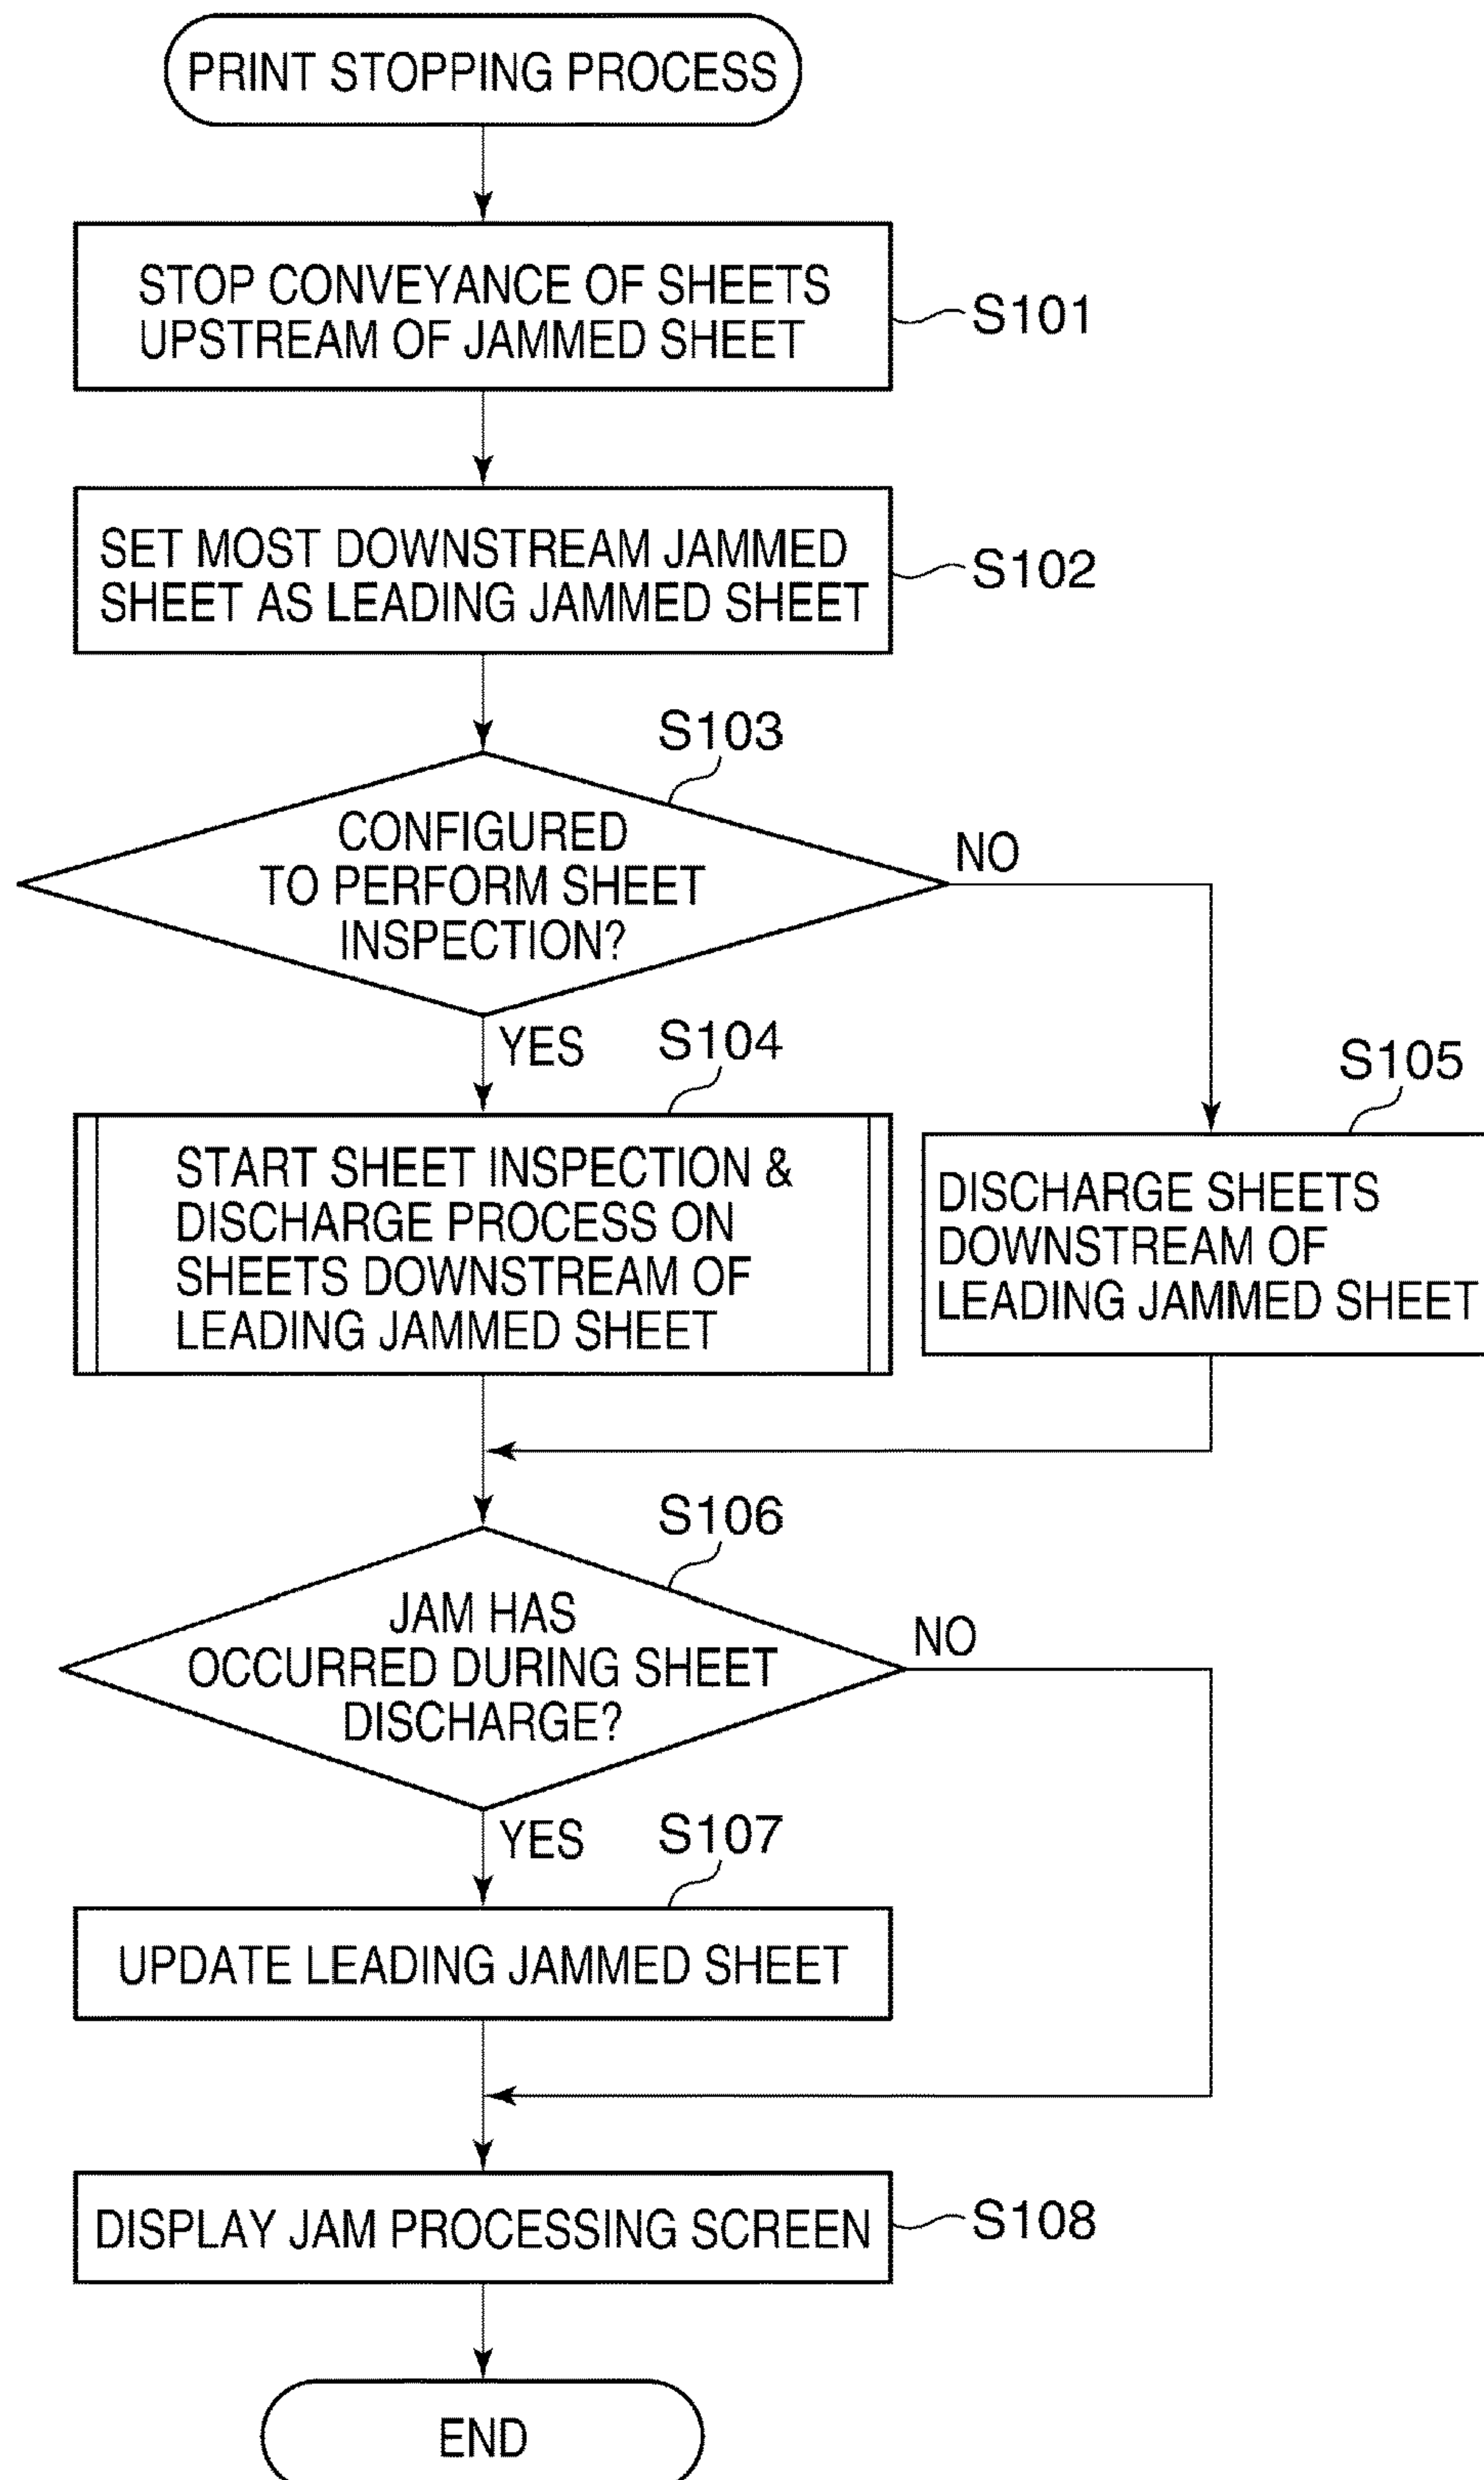 PRINT STOPPING PROCESS
STOP CONVEYANCE OF SHEETS
UPSTREAM OF JAMMED SHEET
S101
SET MOST DOWNSTREAM JAMMED
SHEET AS LEADING JAMMED SHEET
S102
S103
CONFIGURED
TO PERFORM SHEET
INSPECTION?
NO
YES
S104
START SHEET INSPECTION &
DISCHARGE PROCESS ON
SHEETS DOWNSTREAM OF
LEADING JAMMED SHEET
S105
DISCHARGE SHEETS
DOWNSTREAM OF
LEADING JAMMED SHEET
S106
JAM HAS
OCCURRED DURING SHEET
DISCHARGE?
NO
YES
S107
UPDATE LEADING JAMMED SHEET
DISPLAY JAM PROCESSING SCREEN
S108
END